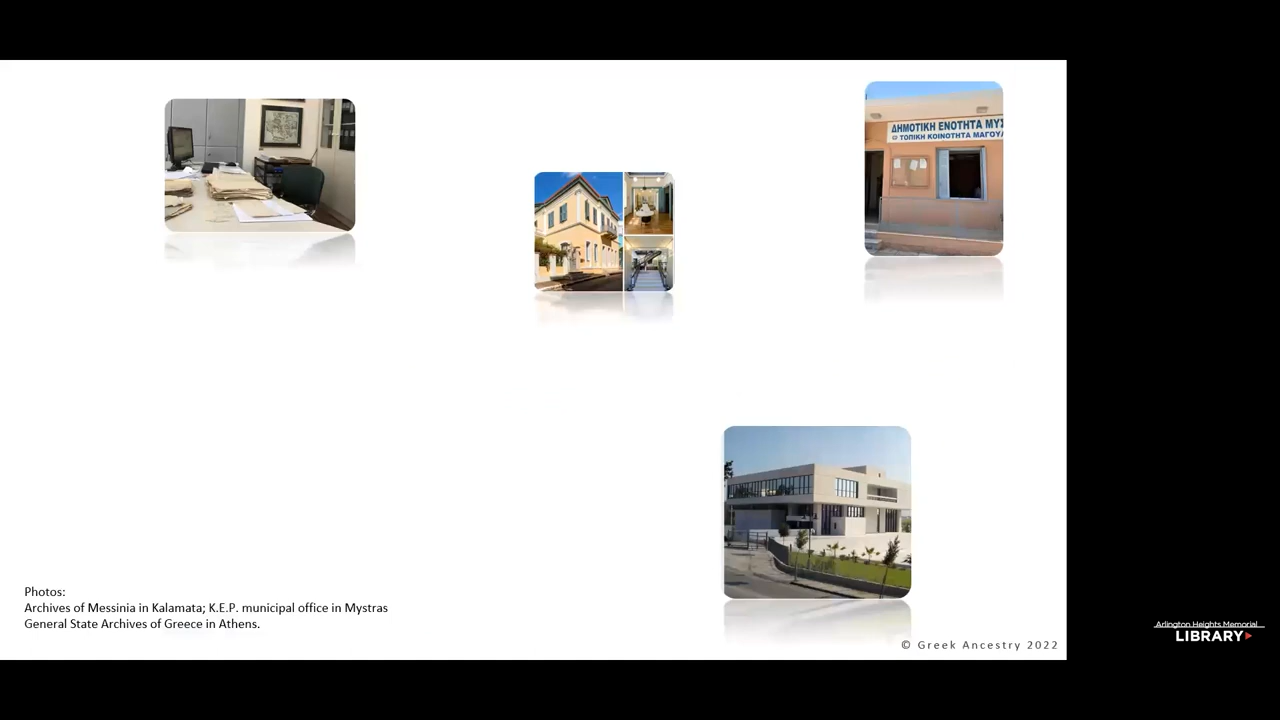 ΔΗΜΟΤΙΚΗ ΕΝΟΤΗΤΑ ΜΥΣ
ΤΟΠΙΚΗ ΚΟΙΝΟΤΗΤΑ ΜΑΓΟΥΛ
Photos:
Archives of Messinia in Kalamata; K.E.P. municipal office in Mystras
General State Archives of Greece in Athens.
© Greek Ancestry 2022
Arlington Heights Memorial
LIBRARY